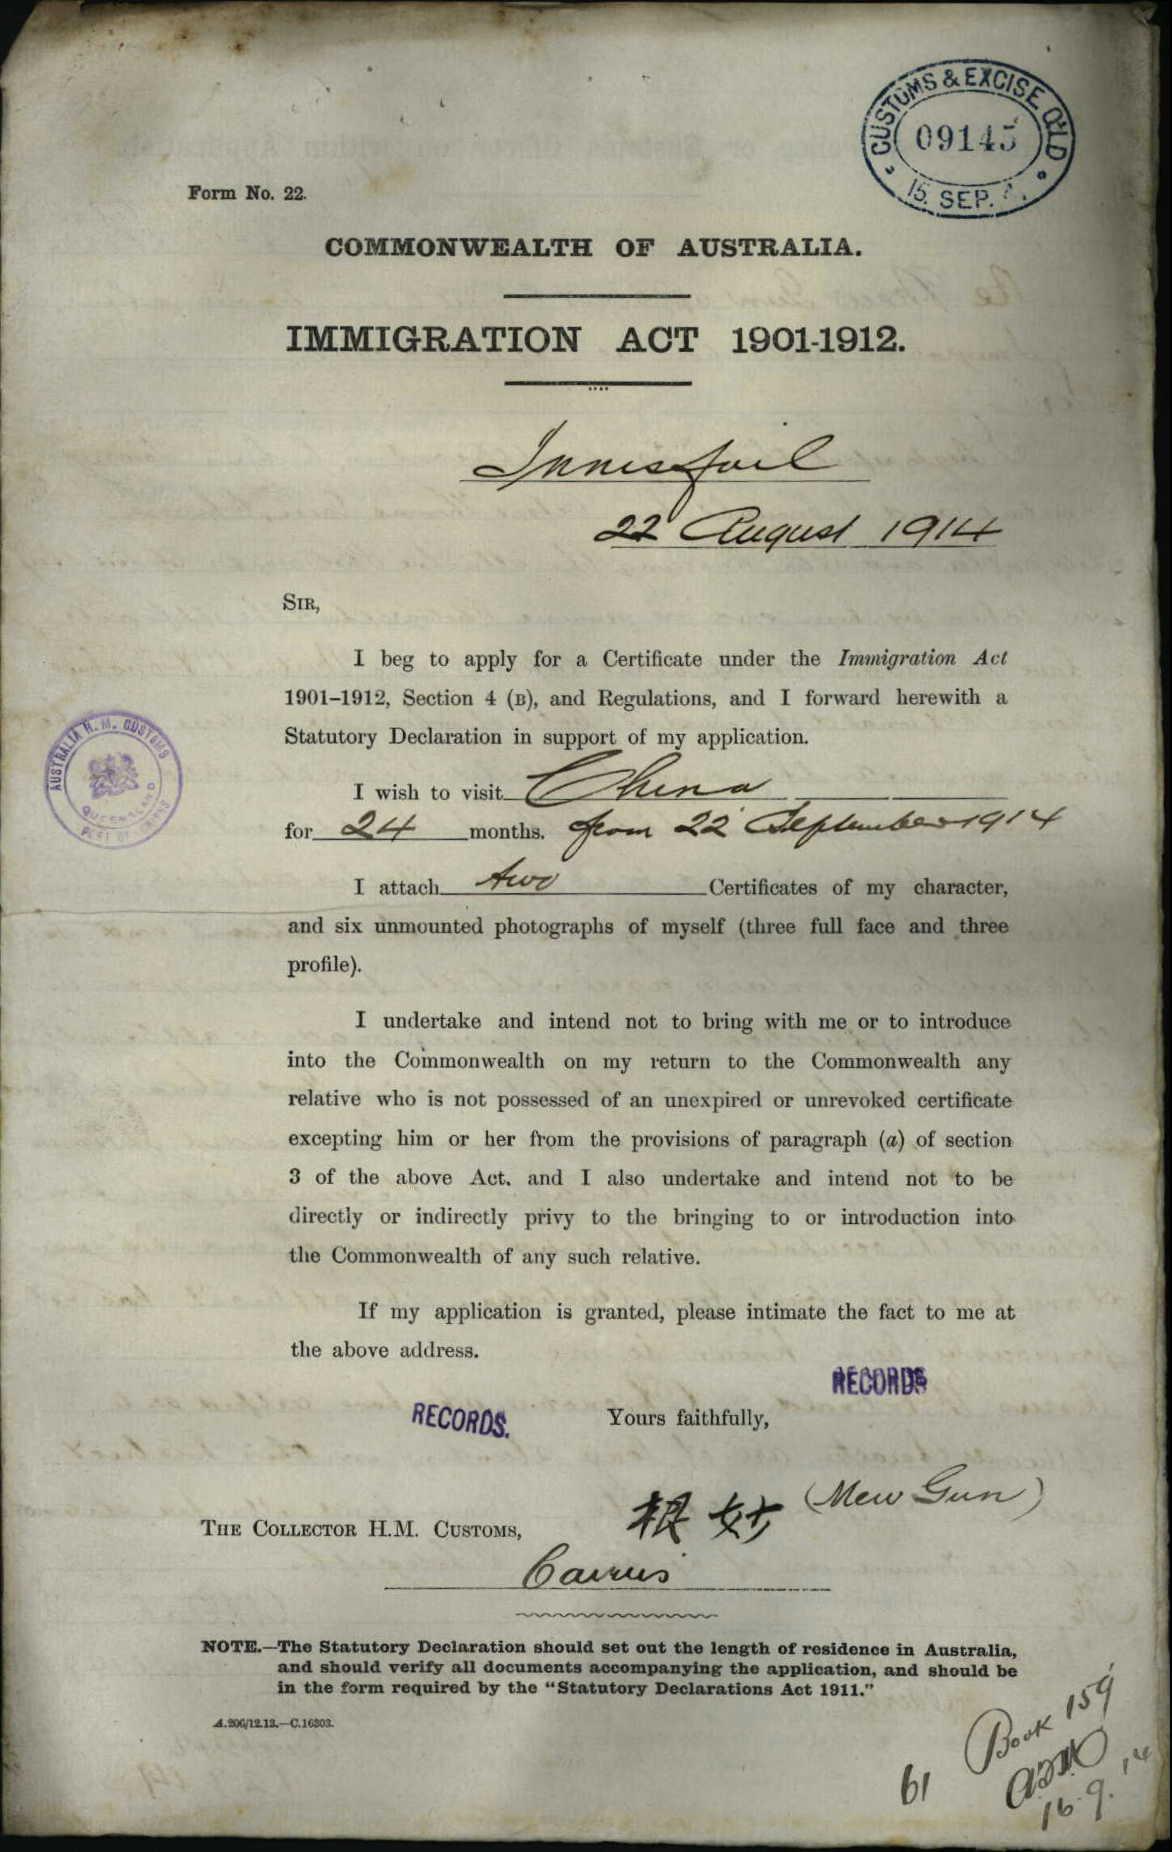 CUSTOMS & EXCISE. QLD
09145
15. SEP.
Form No. 22.
COMMONWEALTH OF AUSTRALIA.
IMMIGRATION ACT 1901-1912.
Innisfail
22 August 1914
SIR,
I beg to apply for a Certificate under the Immigration Act
1901–1912, Section 4 (B), and Regulations, and I forward herewith a
Statutory Declaration in support of my application.
AUSTRALIA H.M. CUSTOMS
QUEENSLAND
PORT OF CAIRNS
I wish to visit China
for 24 months. from 22 September 1914
I attach two Certificates of my character,
and six unmounted photographs of myself (three full face and three
profile).
I undertake and intend not to bring with me or to introduce
into the Commonwealth on my return to the Commonwealth any
relative who is not possessed of an unexpired or unrevoked certificate
excepting him or her from the provisions of paragraph (a) of section
3 of the above Act, and I also undertake and intend not to be
directly or indirectly privy to the bringing to or introduction into
the Commonwealth of any such relative.
If my application is granted, please intimate the fact to me at
the above address.
RECORDS
RECORDS.
Yours faithfully,
根妙 (Mew Gun)
THE COLLECTOR H.M. CUSTOMS,
Cairns
NOTE.—The Statutory Declaration should set out the length of residence in Australia,
and should verify all documents accompanying the application, and should be
in the form required by the “Statutory Declarations Act 1911.”
A.206/12.13.—C.16303.
Book 159
61
16.9.14